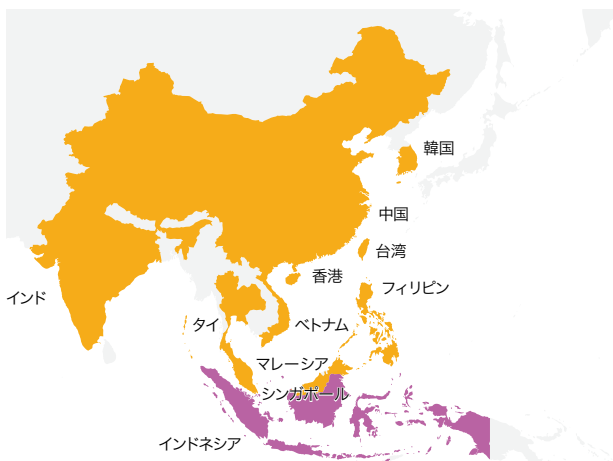 韓国
中国
台湾
香港
フィリピン
インド
タイ
ベトナム
マレーシア
シンガポール
インドネシア